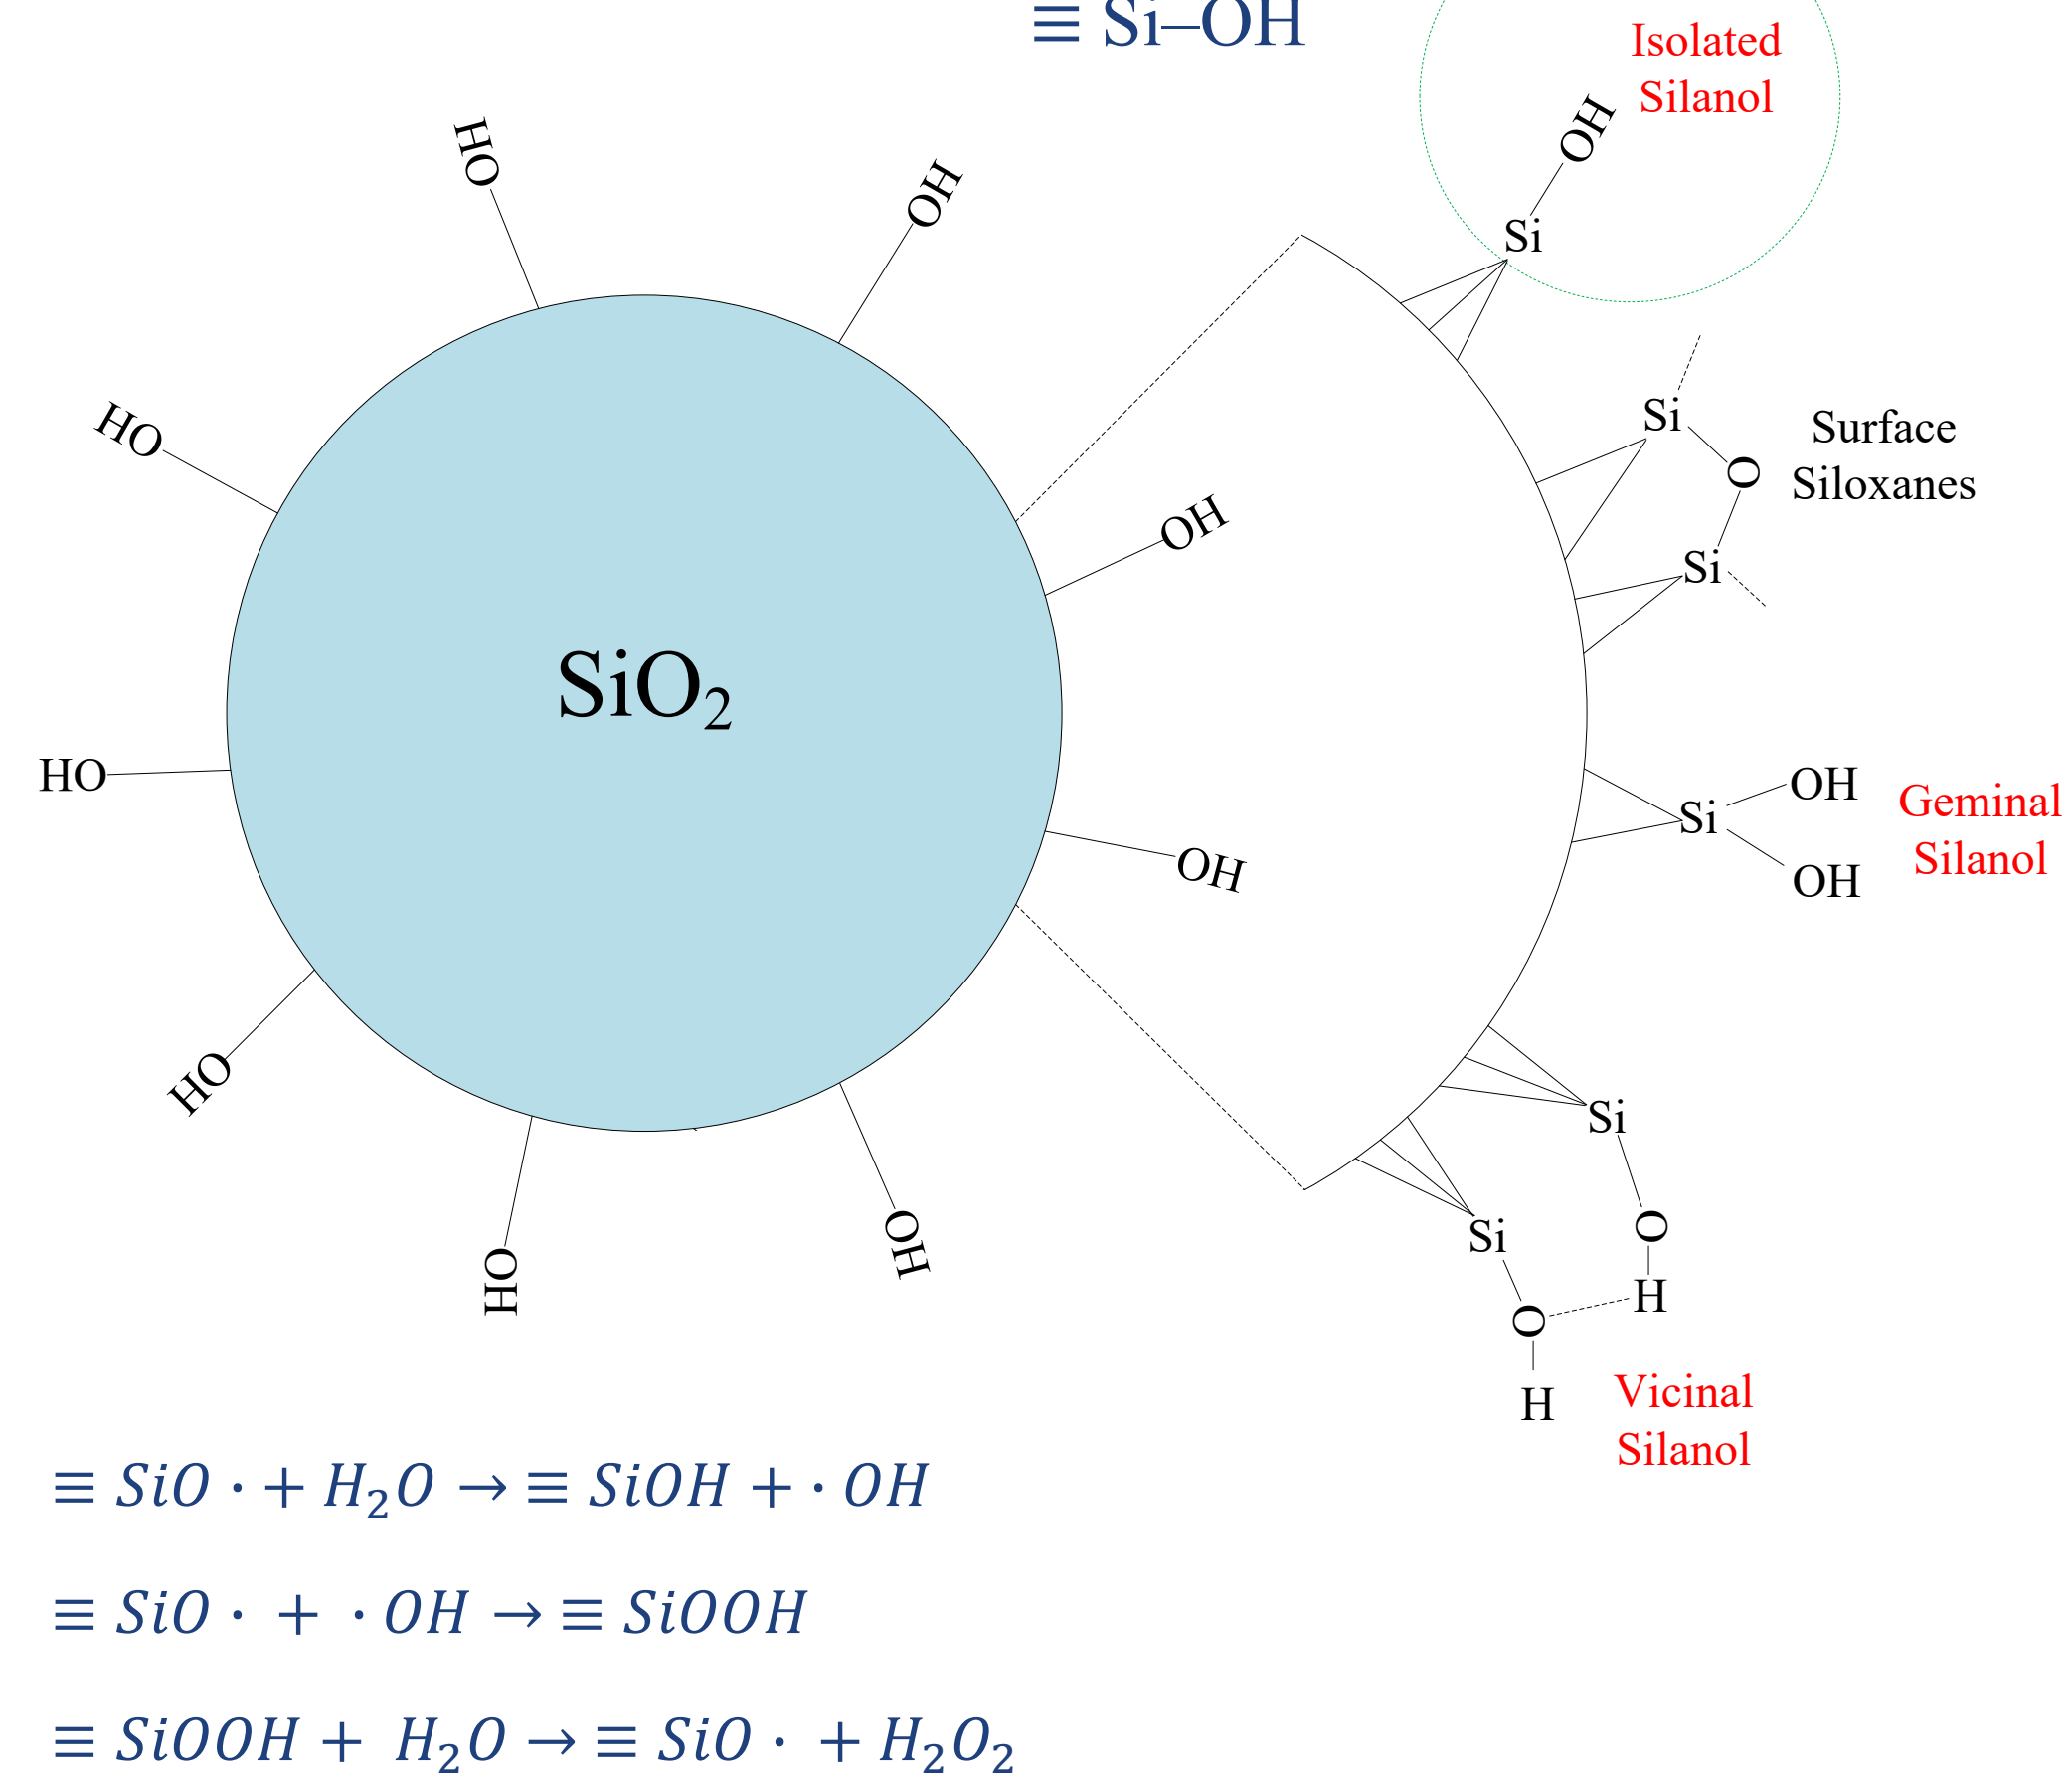 ≡ Si–OH
Isolated
Silanol
OH
Si
HO
OH
HO
OH
Si
O
Si
Surface
Siloxanes
SiO₂
HO
OH
Si
OH
OH
Geminal
Silanol
HO
HO
OH
Si
O
H
Si
O
H
Vicinal
Silanol
≡ SiO · + H₂O → ≡ SiOH + · OH
≡ SiO · + · OH → ≡ SiOOH
≡ SiOOH + H₂O → ≡ SiO · + H₂O₂